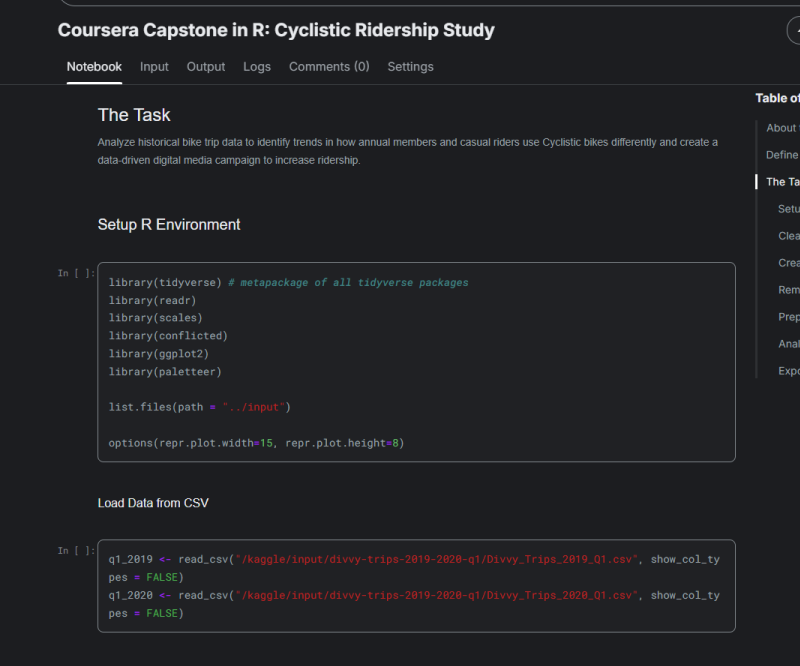 Coursera Capstone in R: Cyclistic Ridership Study
Notebook Input Output Logs Comments (0) Settings
The Task
Analyze historical bike trip data to identify trends in how annual members and casual riders use Cyclistic bikes differently and create a
data-driven digital media campaign to increase ridership.
Setup R Environment
In [ ]:
library(tidyverse) # metapackage of all tidyverse packages
library(readr)
library(scales)
library(conflicted)
library(ggplot2)
library(paletteer)
list.files(path = "../input")
options(repr.plot.width=15, repr.plot.height=8)
Load Data from CSV
In [ ]:
q1_2019 <- read_csv("/kaggle/input/divvy-trips-2019-2020-q1/Divvy_Trips_2019_Q1.csv", show_col_ty
pes = FALSE)
q1_2020 <- read_csv("/kaggle/input/divvy-trips-2019-2020-q1/Divvy_Trips_2020_Q1.csv", show_col_ty
pes = FALSE)
Table of
About
Define
The Ta
Setu
Clea
Crea
Rem
Prep
Anal
Expo